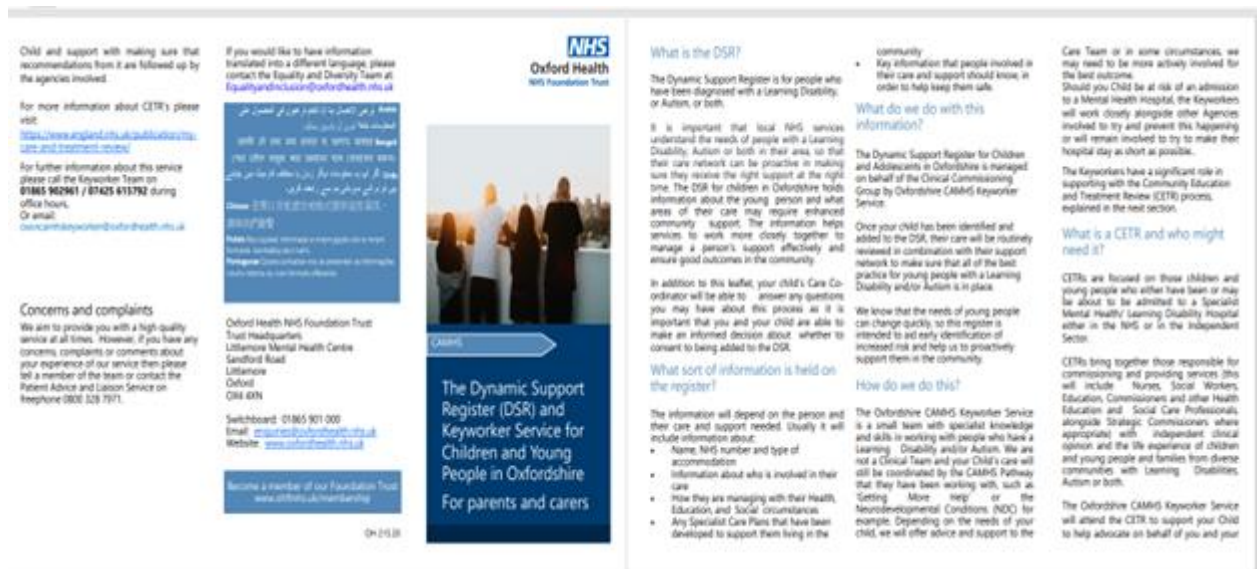 Child and support with making sure that
recommendations from it are followed up by
the agencies involved.
For more information about CETR's please
visit:
https://www.england.nhs.uk/publication/my-
care-and-treatment-review/
For further information about this service
please call the Keyworker Team on
01865 902961 / 07425 615792 during
office hours.
Or email:
Concerns and complaints
We aim to provide you with a high quality
service at all times. However, if you have any
concerns, complaints or comments about
your experience of our service then please
tell a member of the team or contact the
Patient Advice and Liaison Service on
freephone 0800 328 7971.
If you would like to have information
translated into a different language, please
contact the Equality and Diversity Team at:
EqualityandInclusion@oxfordhealth.nhs.uk
Arabic
Bengali
Urdu
Chinese
Polish
Portuguese
Oxford Health NHS Foundation Trust
Trust Headquarters
Littlemore Mental Health Centre
Sandford Road
Littlemore
Oxford
OX4 4XN
Switchboard: 01865 901 000
Email: enquiries@oxfordhealth.nhs.uk
Website: www.oxfordhealth.nhs.uk
Become a member of our Foundation Trust
www.ohftnhs.uk/membership
OH 215.20
NHS
Oxford Health
NHS Foundation Trust
CAMHS
The Dynamic Support
Register (DSR) and
Keyworker Service for
Children and Young
People in Oxfordshire
For parents and carers
What is the DSR?
The Dynamic Support Register is for people who
have been diagnosed with a Learning Disability,
or Autism, or both.
It is important that local NHS services
understand the needs of people with a Learning
Disability, Autism or both in their area, so that
their care network can be proactive in making
sure they receive the right support at the right
time. The DSR for children in Oxfordshire holds
information about the young person and what
areas of their care may require enhanced
community support. The information helps
services to work more closely together to
manage a person's support effectively and
ensure good outcomes in the community.
In addition to this leaflet, your child's Care Co-
ordinator will be able to answer any questions
you may have about this process as it is
important that you and your child are able to
make an informed decision about whether to
consent to being added to the DSR.
What sort of information is held on
the register?
The information will depend on the person and
their care and support needed. Usually it will
include information about:
• Name, NHS number and type of
accommodation
• Information about who is involved in their
care
• How they are managing with their Health,
Education, and Social circumstances
• Any Specialist Care Plans that have been
developed to support them living in the
community
• Key information that people involved in
their care and support should know, in
order to help keep them safe.
What do we do with this
information?
The Dynamic Support Register for Children
and Adolescents in Oxfordshire is managed
on behalf of the Clinical Commissioning
Group by Oxfordshire CAMHS Keyworker
Service.
Once your child has been identified and
added to the DSR, their care will be routinely
reviewed in combination with their support
network to make sure that all of the best
practice for young people with a Learning
Disability and/or Autism is in place.
We know that the needs of young people
can change quickly, so this register is
intended to aid early identification of
increased risk and help us to proactively
support them in the community.
How do we do this?
The Oxfordshire CAMHS Keyworker Service
is a small team with specialist knowledge
and skills in working with people who have a
Learning Disability and/or Autism. We are
not a Clinical Team and your Child's care will
still be coordinated by the CAMHS Pathway
that they have been working with, such as
'Getting More Help' or the
Neurodevelopmental Conditions (NDC) for
example. Depending on the needs of your
child, we will offer advice and support to the
Care Team or in some circumstances, we
may need to be more actively involved for
the best outcome.
Should you Child be at risk of an admission
to a Mental Health Hospital, the Keyworkers
will work closely alongside other Agencies
involved to try and prevent this happening
or will remain involved to try to make their
hospital stay as short as possible.
The Keyworkers have a significant role in
supporting with the Community Education
and Treatment Review (CETR) process,
explained in the next section.
What is a CETR and who might
need it?
CETRs are focused on those children and
young people who either have been or may
be about to be admitted to a Specialist
Mental Health/ Learning Disability Hospital
either in the NHS or in the Independent
Sector.
CETRs bring together those responsible for
commissioning and providing services (this
will include Nurses, Social Workers,
Education, Commissioners and other Health
Education and Social Care Professionals,
alongside Strategic Commissioners where
appropriate) with independent clinical
opinion and the life experience of children
and young people and families from diverse
communities with Learning Disabilities,
Autism or both.
The Oxfordshire CAMHS Keyworker Service
will attend the CETR to support your Child
to help advocate on behalf of you and your